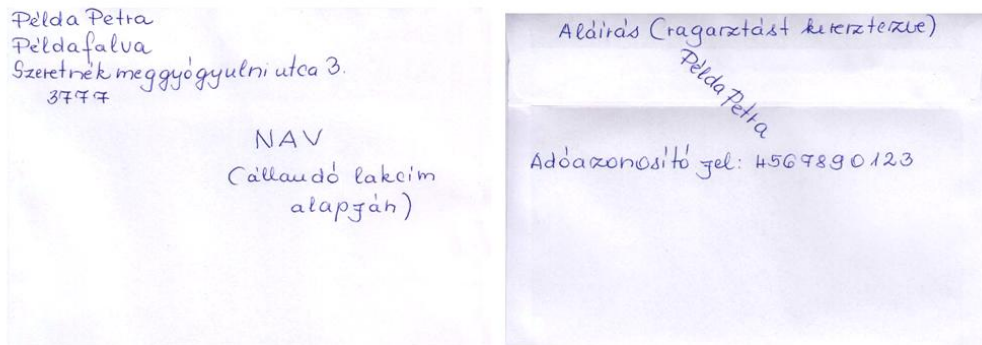 Példa Petra
Példafalva
Szeretnék meggyógyulni utca 3.
3777
NAV
(állaudó lakcím
alapján)
Aláírás (ragasztást keresztezve)
Példa Petra
Adóazonosító jel: 4567890123